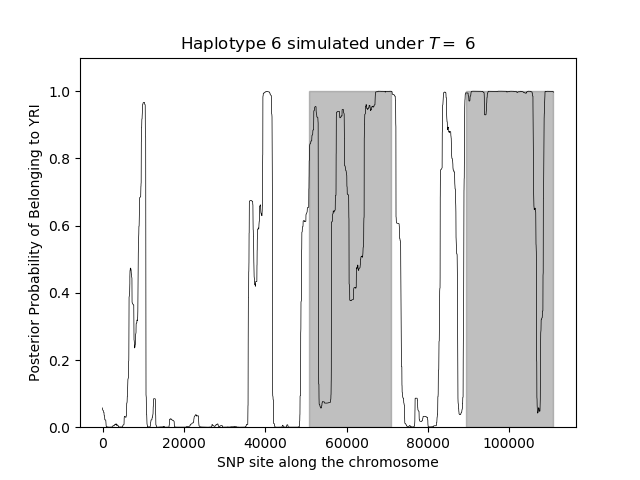 Haplotype 6 simulated under T = 6
Posterior Probability of Belonging to YRI
1.0
0.8
0.6
0.4
0.2
0.0
0 20000 40000 60000 80000 100000
SNP site along the chromosome